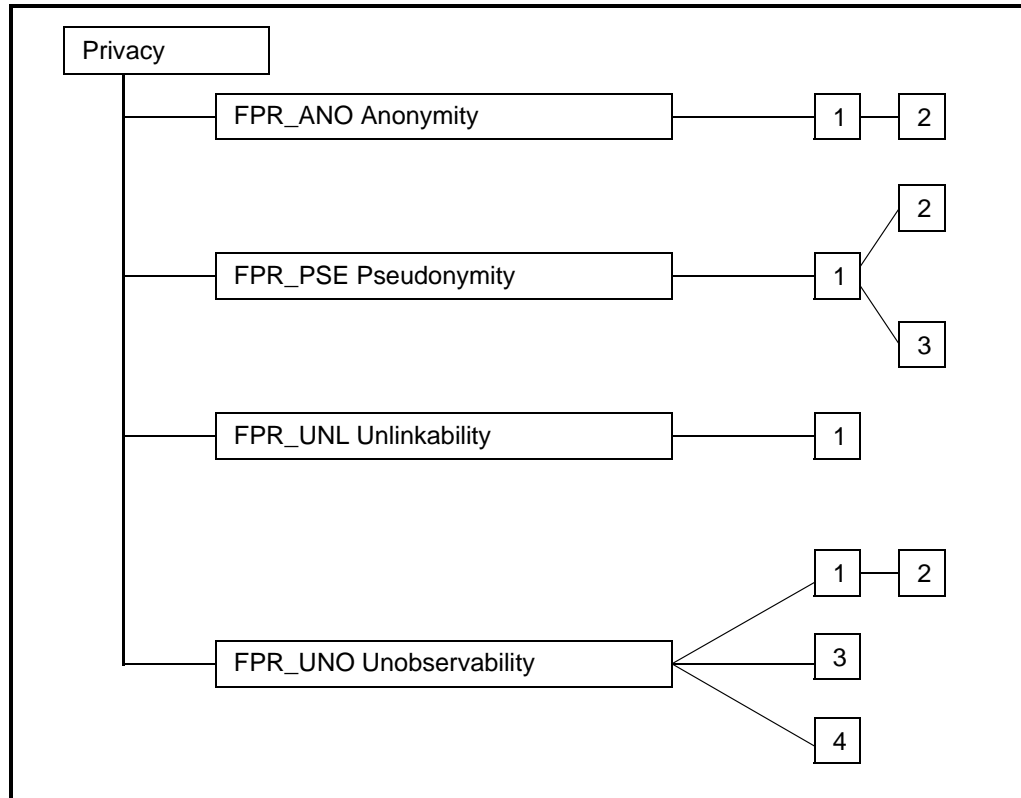 Privacy
FPR_ANO Anonymity 1 2
2
FPR_PSE Pseudonymity 1
3
FPR_UNL Unlinkability 1
1 2
FPR_UNO Unobservability 3
4